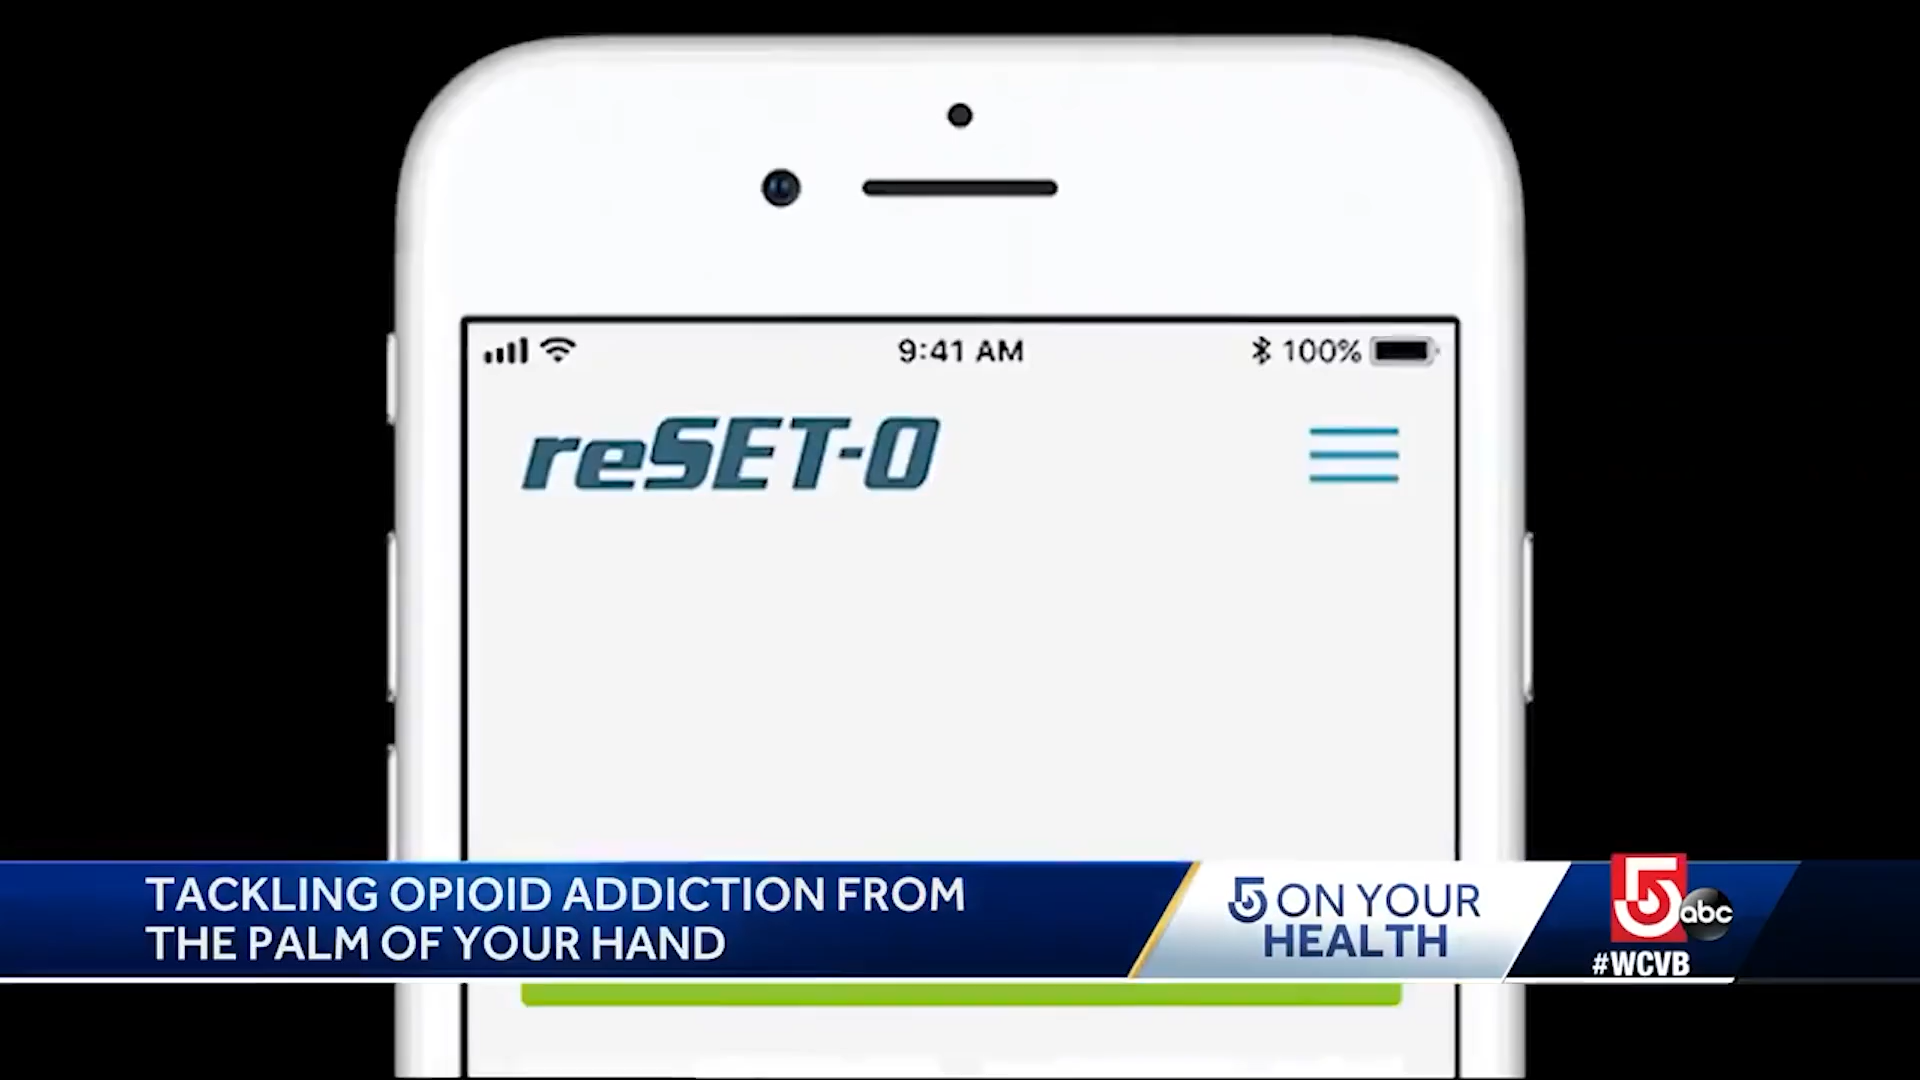 9:41 AM
100%
reSET-O
TACKLING OPIOID ADDICTION FROM
THE PALM OF YOUR HAND
5 ON YOUR
HEALTH
5 abc
#WCVB